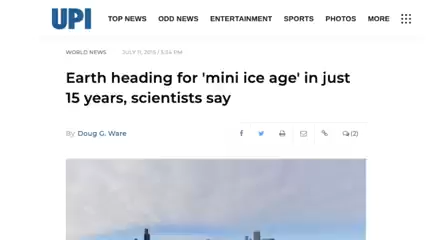 UPI TOP NEWS ODD NEWS ENTERTAINMENT SPORTS PHOTOS MORE
WORLD NEWS JULY 11, 2015 / 5:34 PM
Earth heading for 'mini ice age' in just
15 years, scientists say
By Doug G. Ware (2)